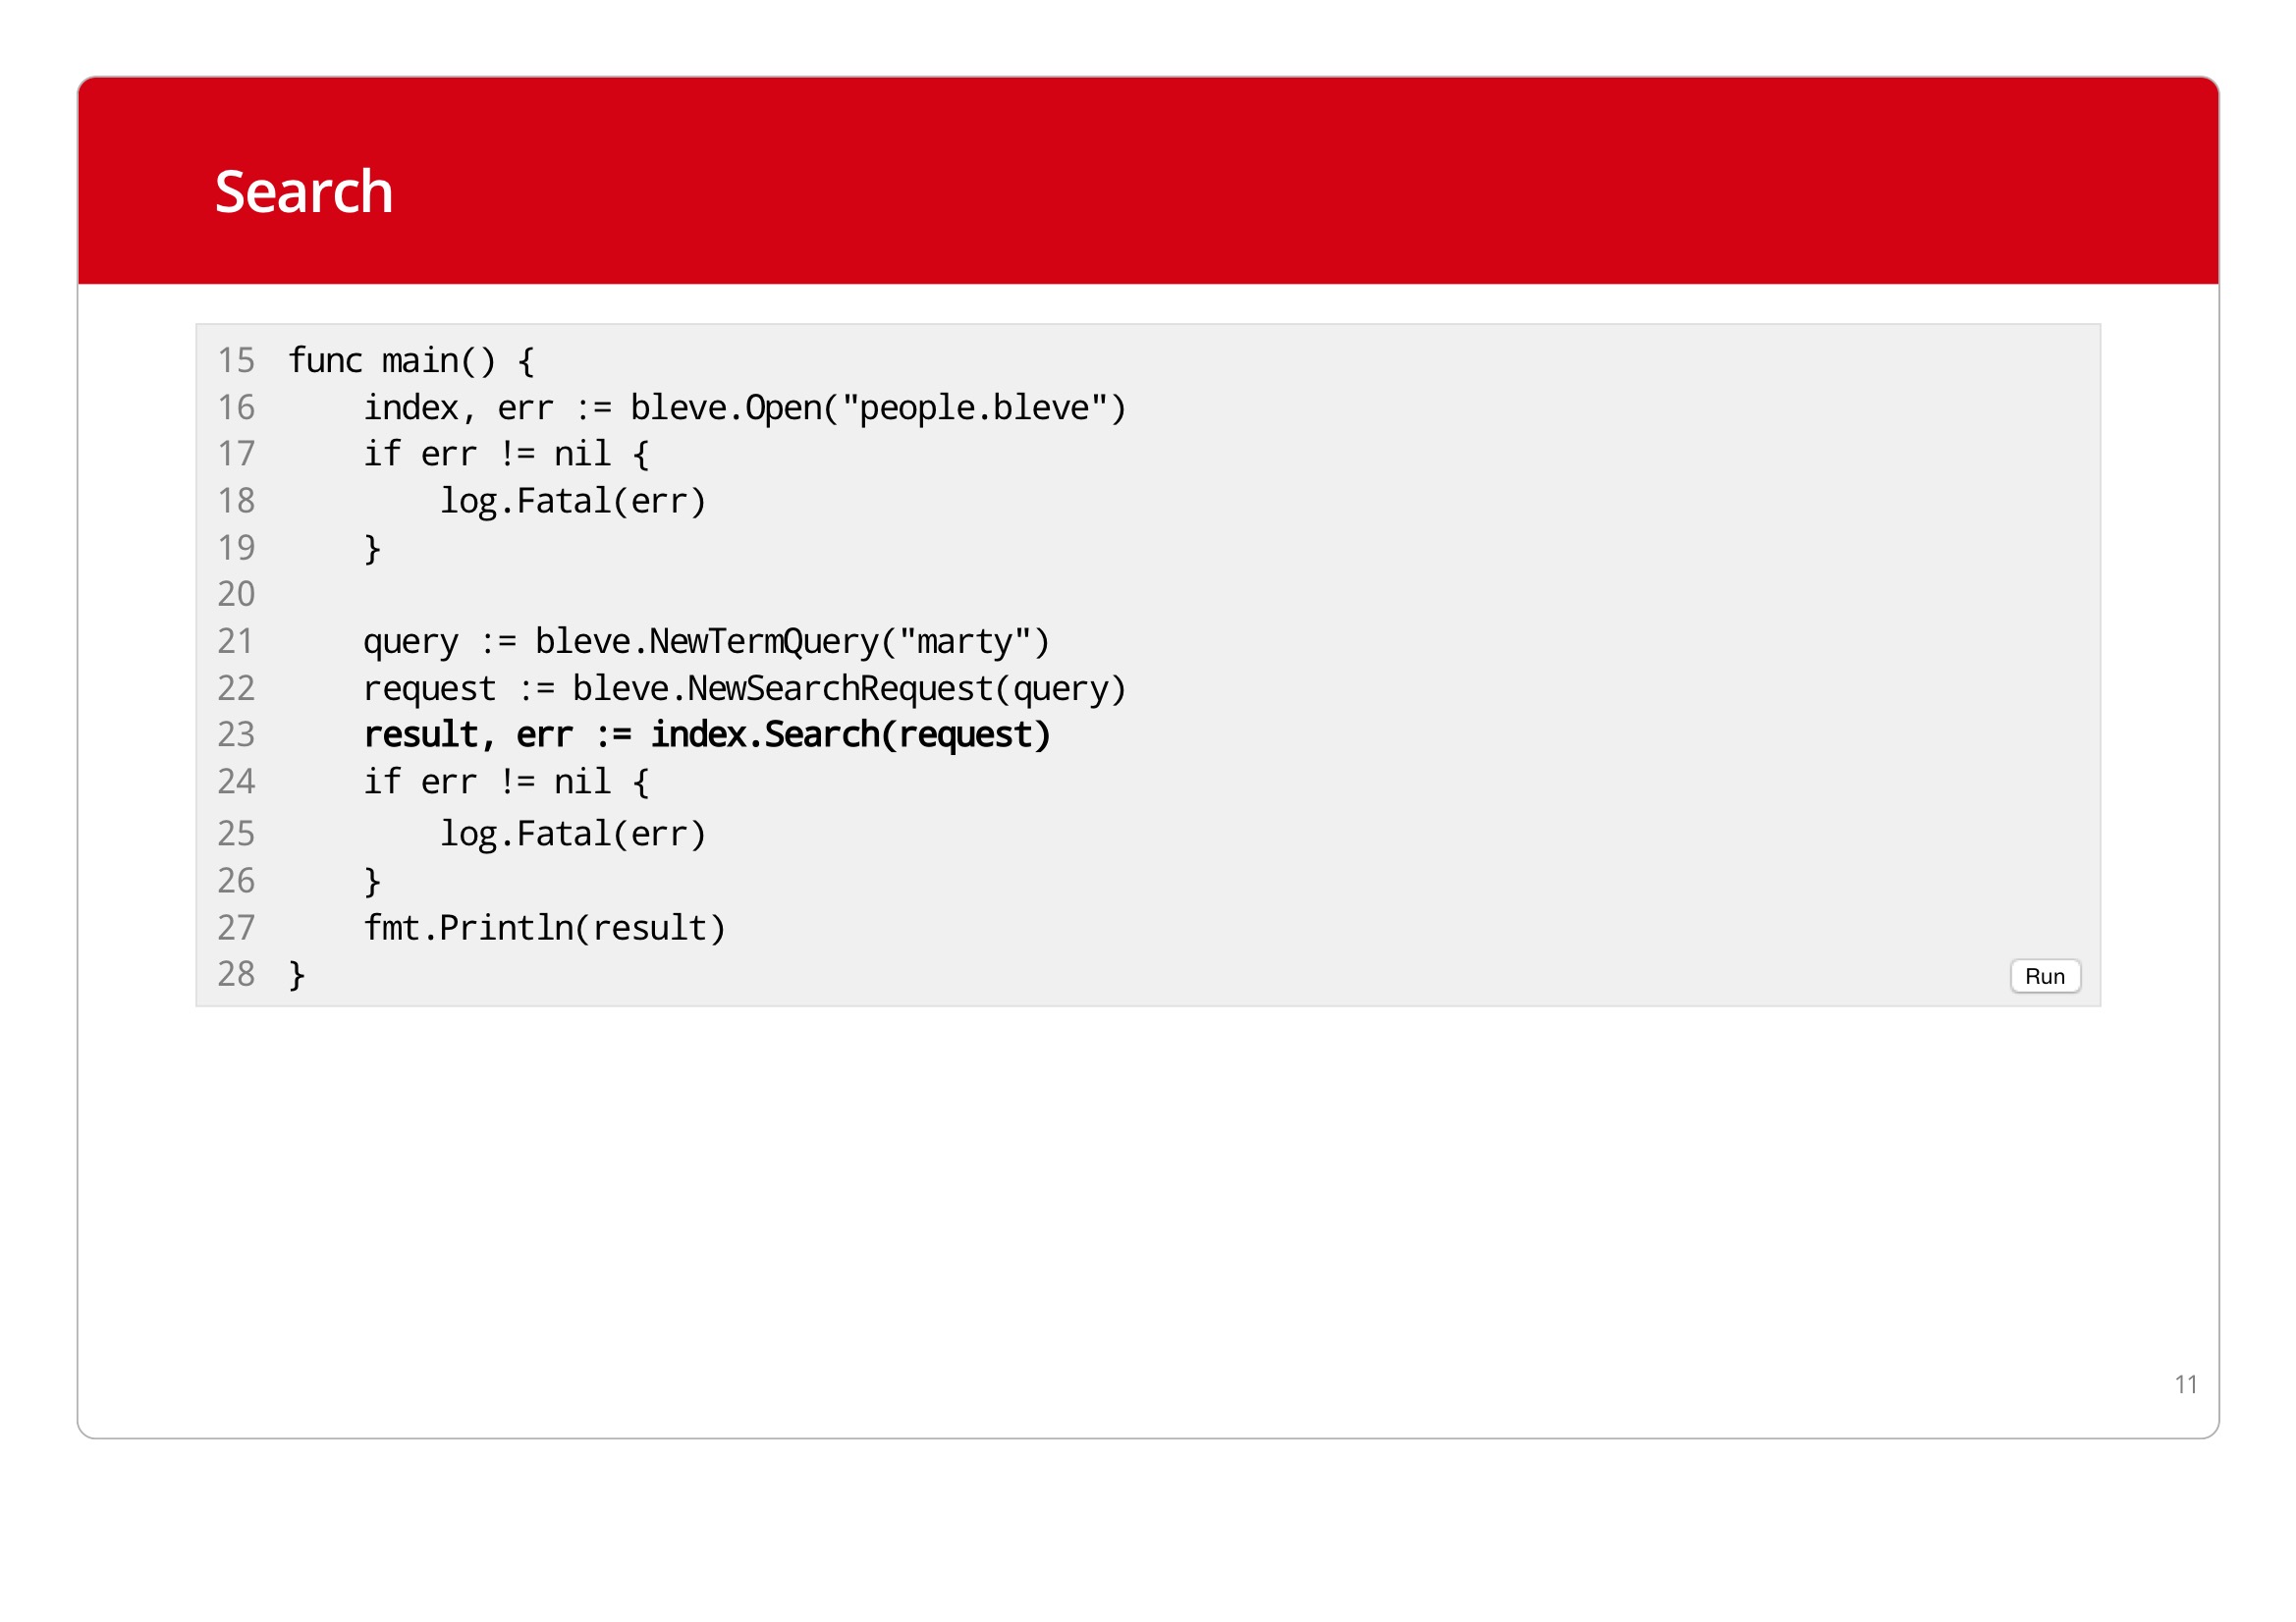 Search
15 func main() {
16     index, err := bleve.Open("people.bleve")
17     if err != nil {
18         log.Fatal(err)
19     }
20
21     query := bleve.NewTermQuery("marty")
22     request := bleve.NewSearchRequest(query)
23     result, err := index.Search(request)
24     if err != nil {
25         log.Fatal(err)
26     }
27     fmt.Println(result)
28 }
Run
11